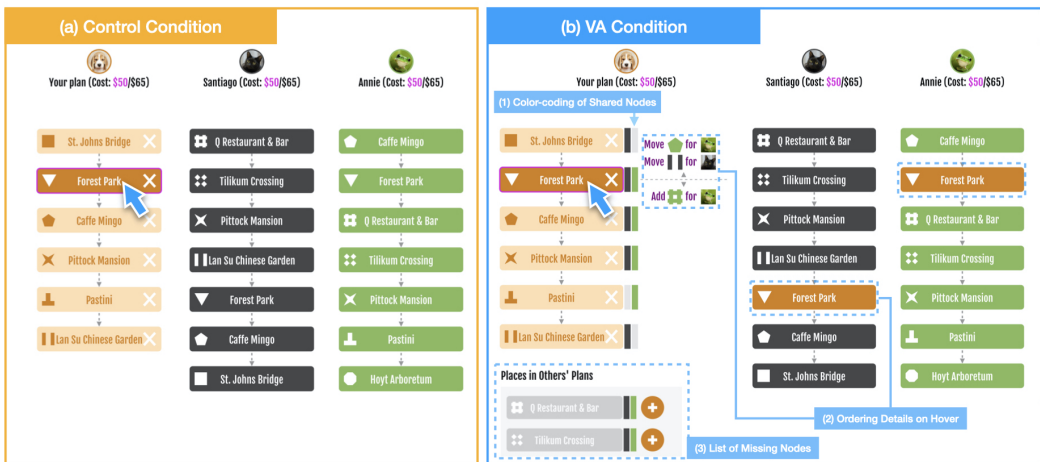 (a) Control Condition
Your plan (Cost: $50/$65)
Santiago (Cost: $50/$65)
Annie (Cost: $50/$65)
St. Johns Bridge
Forest Park
Caffe Mingo
Pittock Mansion
Pastini
Lan Su Chinese Garden
Q Restaurant & Bar
Tilikum Crossing
Pittock Mansion
Lan Su Chinese Garden
Forest Park
Caffe Mingo
St. Johns Bridge
Caffe Mingo
Forest Park
Q Restaurant & Bar
Tilikum Crossing
Pittock Mansion
Pastini
Hoyt Arboretum
(b) VA Condition
Your plan (Cost: $50/$65)
Santiago (Cost: $50/$65)
Annie (Cost: $50/$65)
(1) Color-coding of Shared Nodes
St. Johns Bridge
Forest Park
Caffe Mingo
Pittock Mansion
Pastini
Lan Su Chinese Garden
Move for
Move for
Add for
Q Restaurant & Bar
Tilikum Crossing
Pittock Mansion
Lan Su Chinese Garden
Forest Park
Caffe Mingo
St. Johns Bridge
Caffe Mingo
Forest Park
Q Restaurant & Bar
Tilikum Crossing
Pittock Mansion
Pastini
Hoyt Arboretum
Places in Others' Plans
Q Restaurant & Bar
Tilikum Crossing
(2) Ordering Details on Hover
(3) List of Missing Nodes